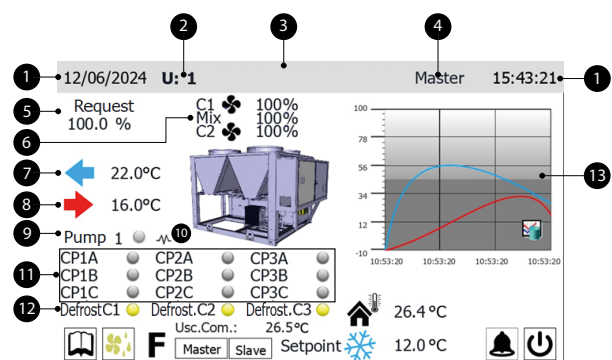 2 3 4
1 12/06/2024 U: 1 Master 15:43:21 1
5 Request
100.0 %
6 C1 100%
Mix 100%
C2 100%
7 22.0°C
8 16.0°C
9 Pump 1 10
11 CP1A CP2A CP3A
CP1B CP2B CP3B
CP1C CP2C CP3C
12 DefrostC1 Defrost.C2 Defrost.C3
100
78
56
34
12
-10
10:53:20 10:53:20 10:53:20 10:53:20
13
26.4 °C
F Usc.Com.: 26.5°C
Master Slave Setpoint 12.0 °C